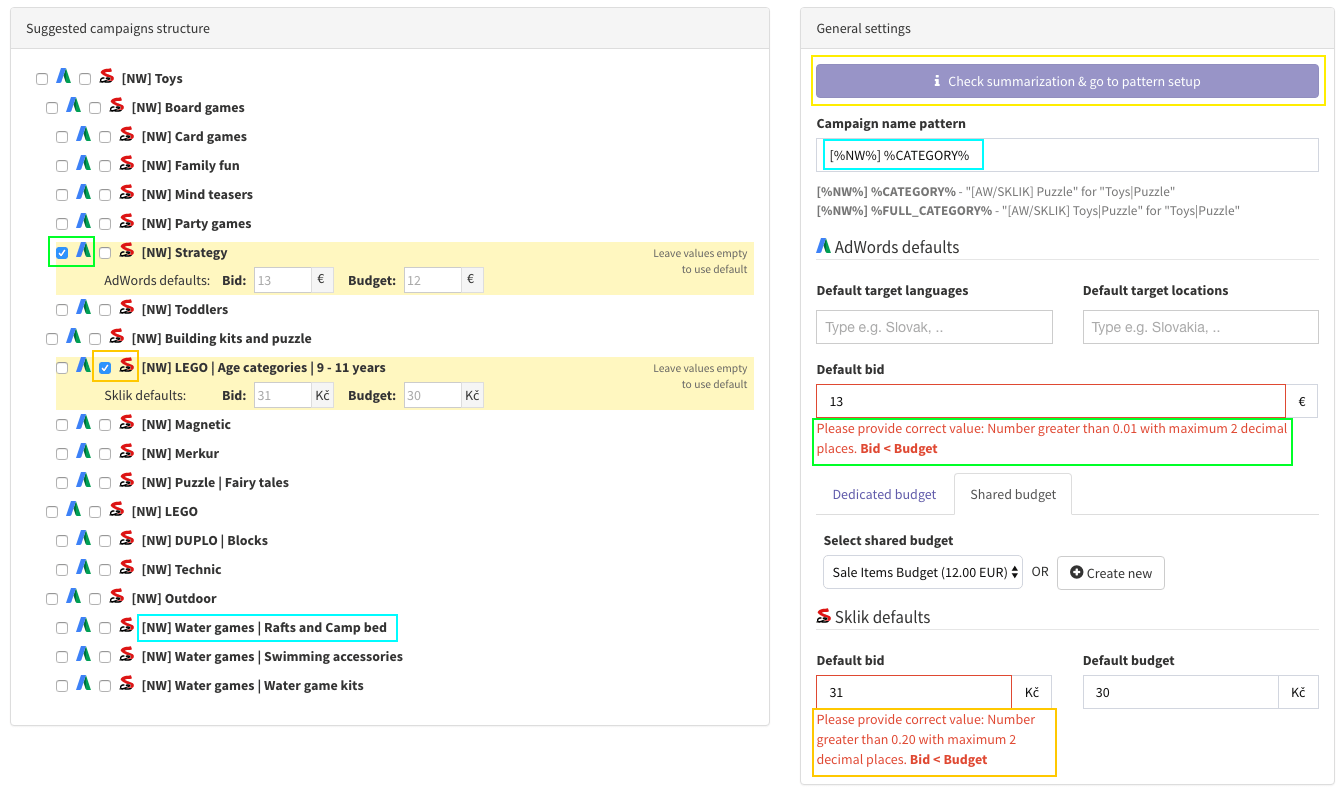 Suggested campaigns structure
[NW] Toys
[NW] Board games
[NW] Card games
[NW] Family fun
[NW] Mind teasers
[NW] Party games
[NW] Strategy
Leave values empty
to use default
AdWords defaults: Bid: 13 € Budget: 12 €
[NW] Toddlers
[NW] Building kits and puzzle
[NW] LEGO | Age categories | 9 - 11 years
Leave values empty
to use default
Sklik defaults: Bid: 31 Kč Budget: 30 Kč
[NW] Magnetic
[NW] Merkur
[NW] Puzzle | Fairy tales
[NW] LEGO
[NW] DUPLO | Blocks
[NW] Technic
[NW] Outdoor
[NW] Water games | Rafts and Camp bed
[NW] Water games | Swimming accessories
[NW] Water games | Water game kits
General settings
Check summarization & go to pattern setup
Campaign name pattern
[%NW%] %CATEGORY%
[%NW%] %CATEGORY% - "[AW/SKLIK] Puzzle" for "Toys|Puzzle"
[%NW%] %FULL_CATEGORY% - "[AW/SKLIK] Toys|Puzzle" for "Toys|Puzzle"
AdWords defaults
Default target languages
Type e.g. Slovak, ..
Default target locations
Type e.g. Slovakia, ..
Default bid
13 €
Please provide correct value: Number greater than 0.01 with maximum 2 decimal
places. Bid < Budget
Dedicated budget Shared budget
Select shared budget
Sale Items Budget (12.00 EUR) OR Create new
Sklik defaults
Default bid
31 Kč
Please provide correct value: Number
greater than 0.20 with maximum 2
decimal places. Bid < Budget
Default budget
30 Kč